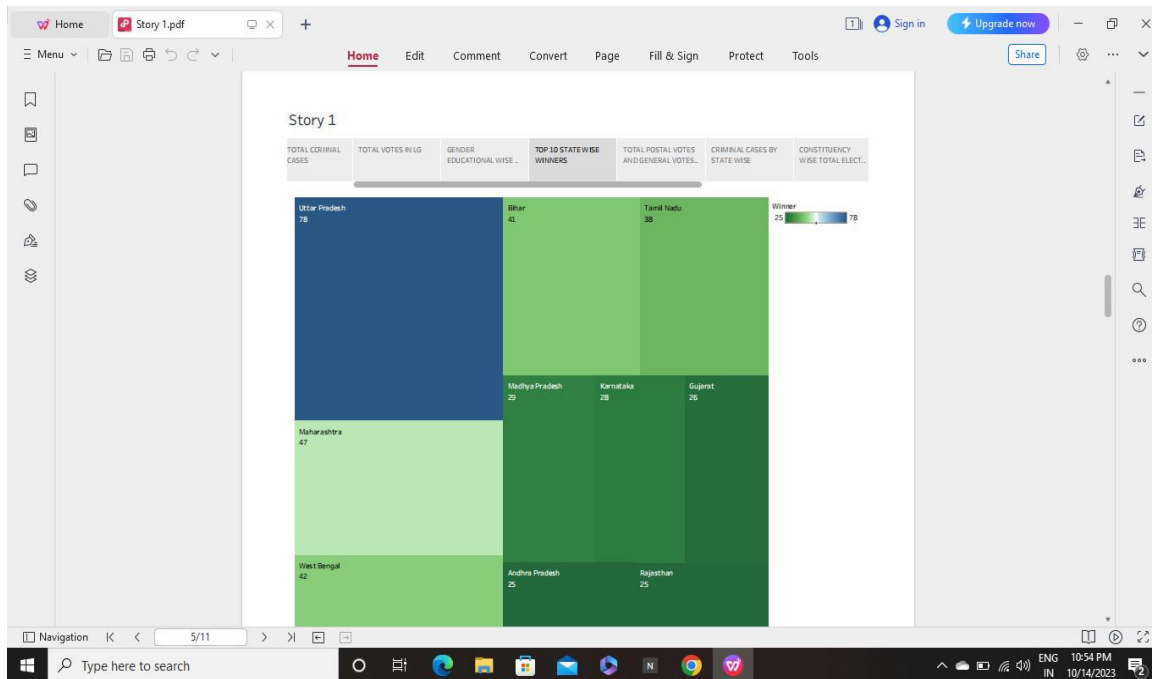 Home
Story 1.pdf
Sign in
Upgrade now
Menu
Home Edit Comment Convert Page Fill & Sign Protect Tools
Share
Story 1
TOTAL CORIINAL
CASES
TOTAL VOTES IN LG
GENDER
EDUCATIONAL WISE ..
TOP 10 STATE WISE
WINNERS
TOTAL POSTAL VOTES
AND GENERAL VOTES..
CRIMINAL CASES BY
STATE WISE
CONSTITUENCY
WISE TOTAL ELECT..
Uttar Pradesh
78
Bihar
41
Tamil Nadu
38
Winner
25 78
Madhya Pradesh
29
Karnataka
28
Gujarat
26
Maharashtra
47
West Bengal
42
Andhra Pradesh
25
Rajasthan
25
Navigation 5/11
Type here to search
N
ENG 10:54 PM
IN 10/14/2023
2